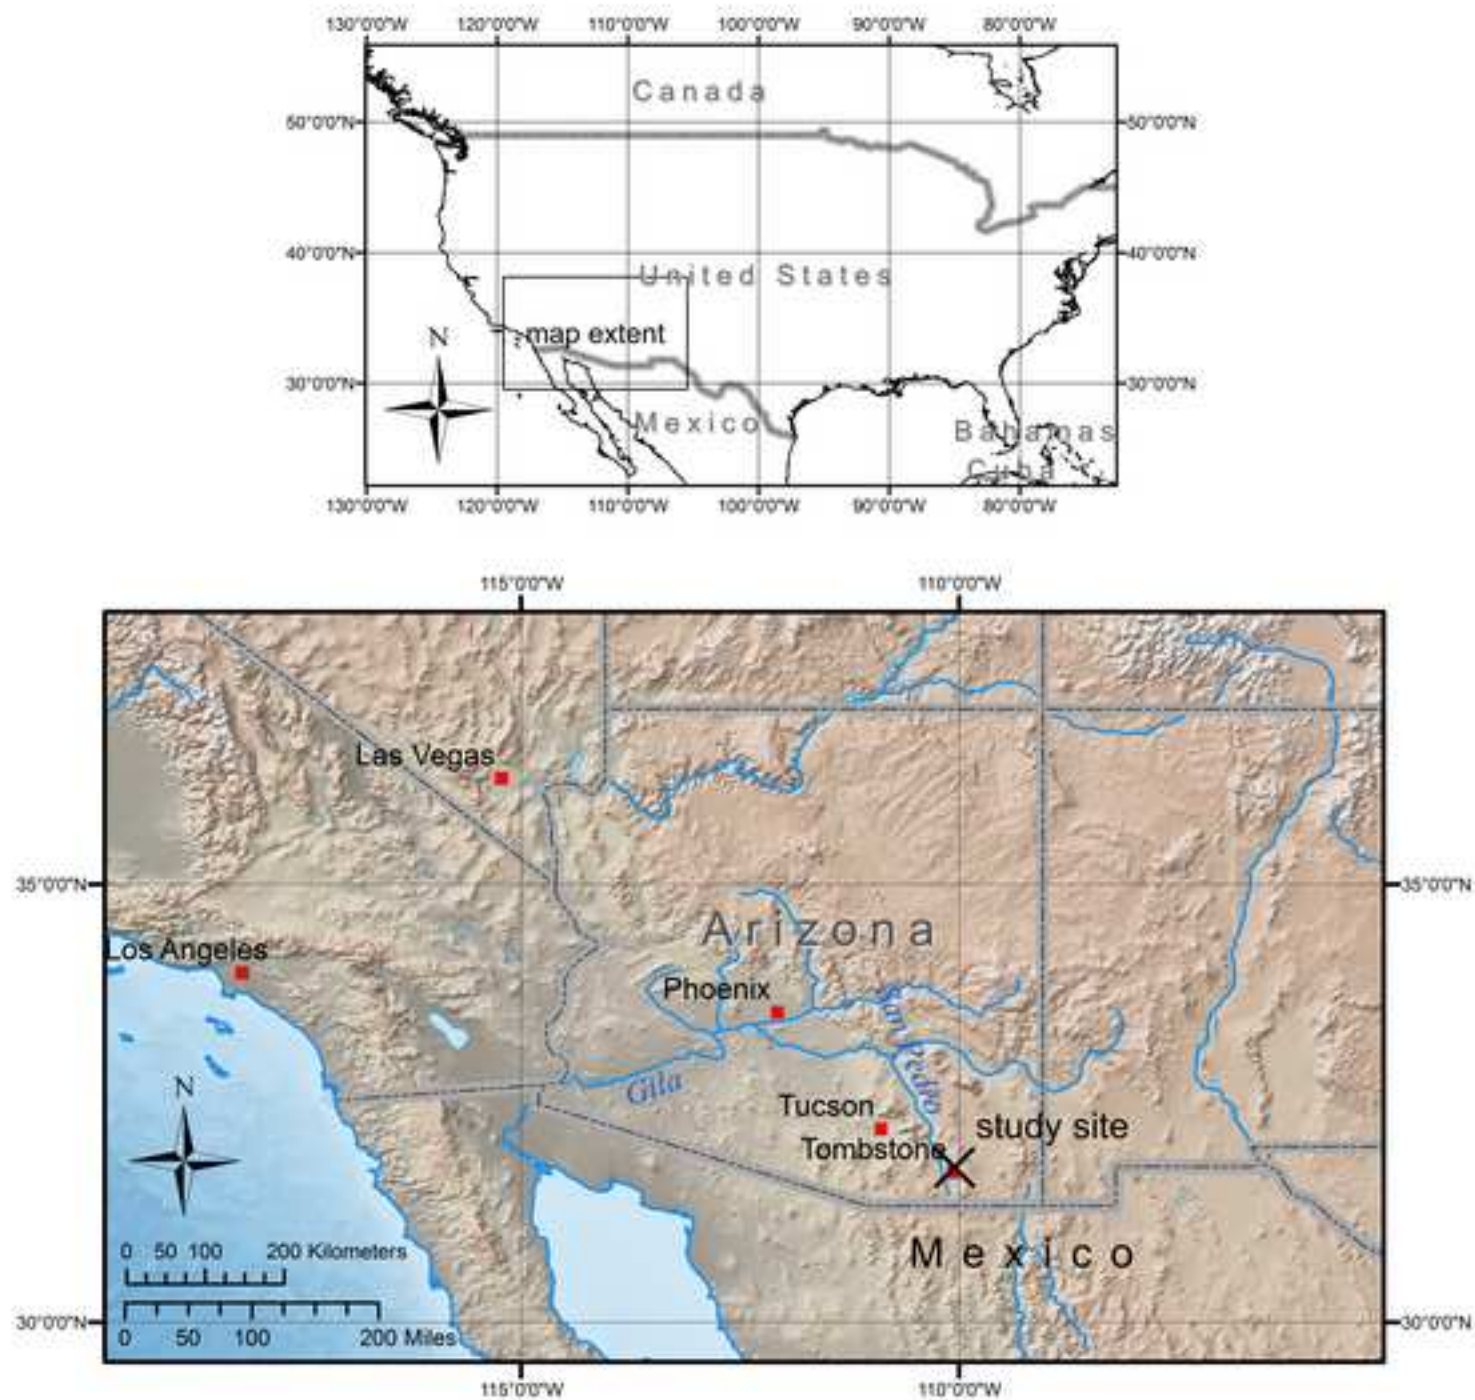 130°0'0"W 120°0'0"W 110°0'0"W 100°0'0"W 90°0'0"W 80°0'0"W
Canada
50°0'0"N 50°0'0"N
40°0'0"N 40°0'0"N
United States
map extent
N
30°0'0"N 30°0'0"N
Mexico
Bahamas
Cuba
130°0'0"W 120°0'0"W 110°0'0"W 100°0'0"W 90°0'0"W 80°0'0"W
115°0'0"W 110°0'0"W
Las Vegas
35°0'0"N 35°0'0"N
Arizona
Los Angeles
Phoenix
San Pedro
Gila
N
Tucson
study site
Tombstone
Mexico
0 50 100 200 Kilometers
30°0'0"N 30°0'0"N
0 50 100 200 Miles
115°0'0"W 110°0'0"W